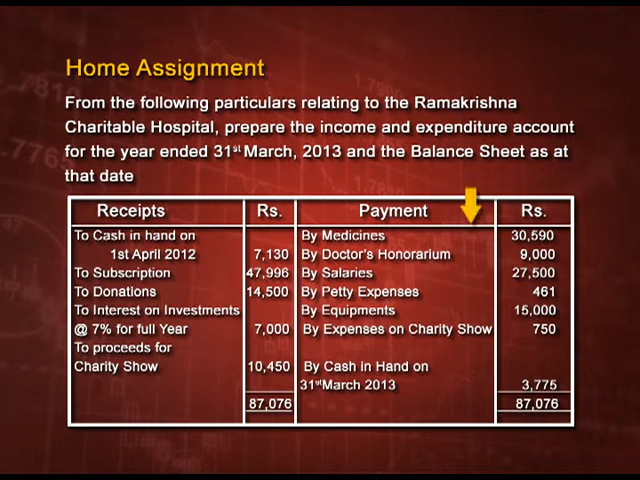 Home Assignment
From the following particulars relating to the Ramakrishna
Charitable Hospital, prepare the income and expenditure account
for the year ended 31st March, 2013 and the Balance Sheet as at
that date
Receipts Rs. Payment Rs.
To Cash in hand on By Medicines 30,590
1st April 2012 7,130 By Doctor's Honorarium 9,000
To Subscription 47,996 By Salaries 27,500
To Donations 14,500 By Petty Expenses 461
To Interest on Investments By Equipments 15,000
@ 7% for full Year 7,000 By Expenses on Charity Show 750
To proceeds for
Charity Show 10,450 By Cash in Hand on
31st March 2013 3,775
87,076 87,076